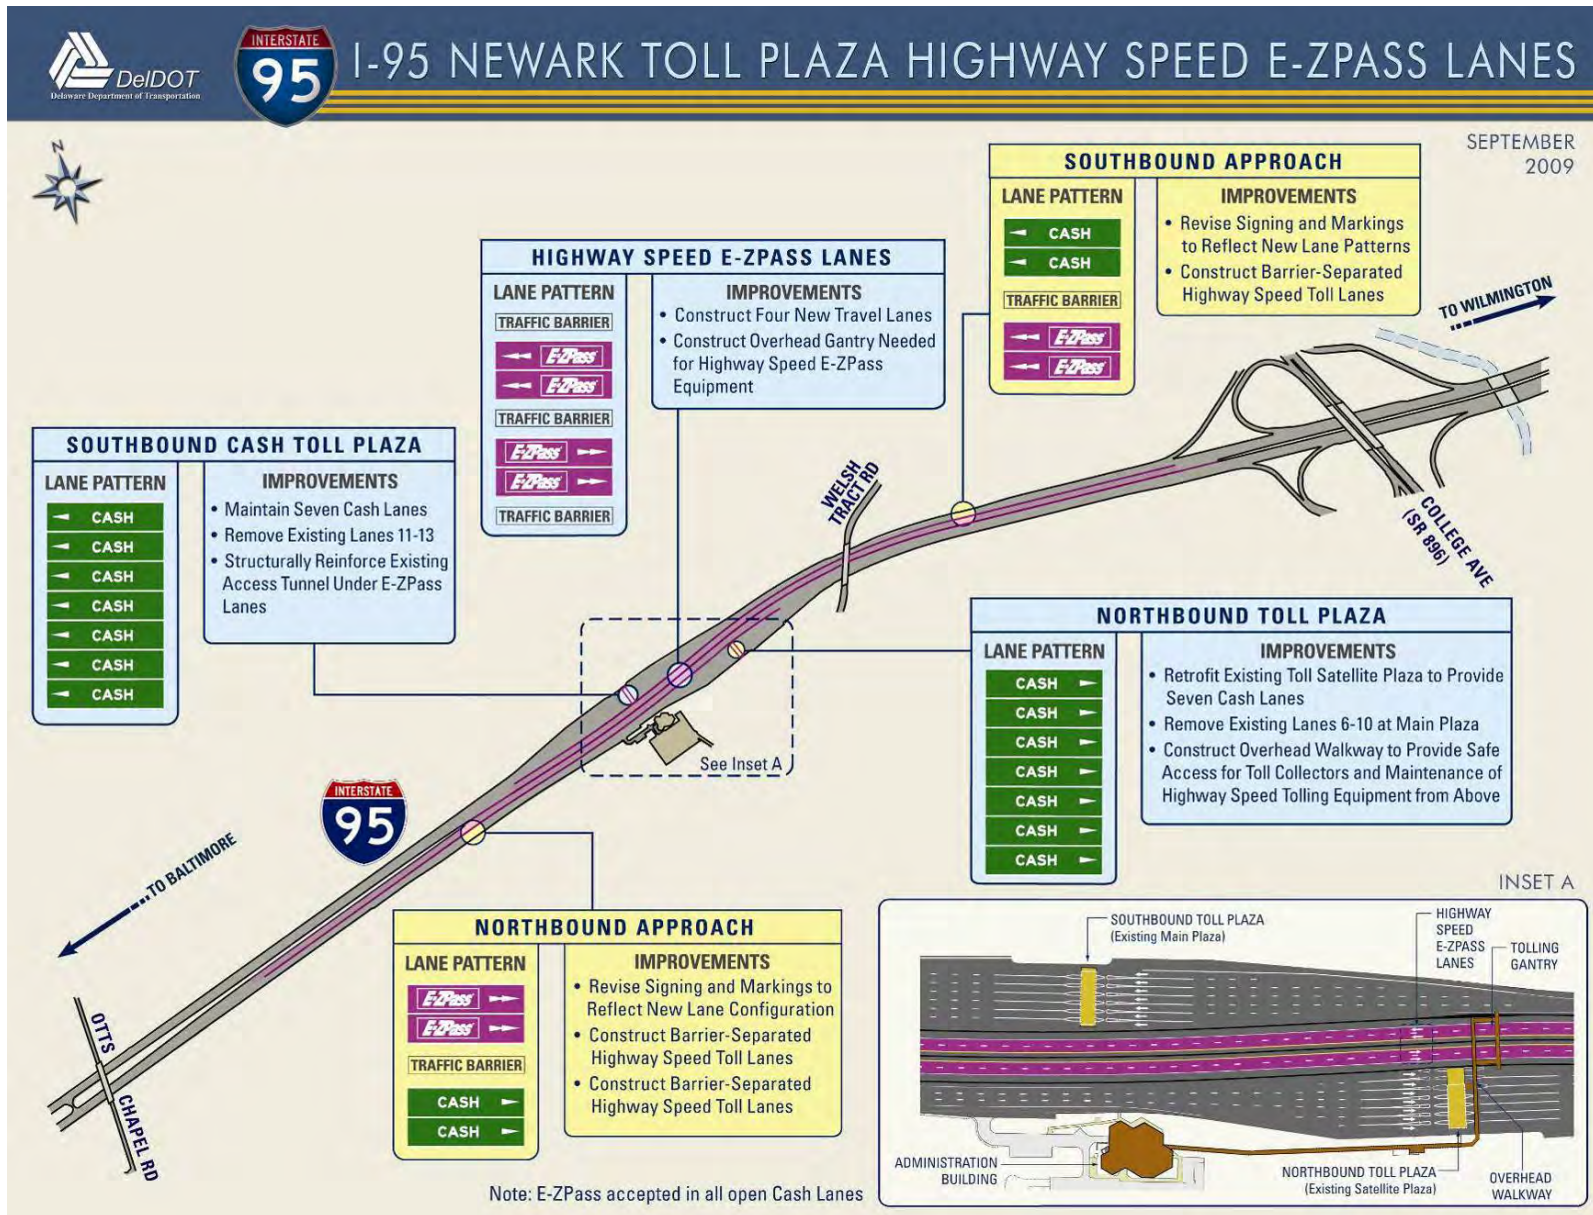 DelDOT
Delaware Department of Transportation
INTERSTATE
95
I-95 NEWARK TOLL PLAZA HIGHWAY SPEED E-ZPASS LANES
SEPTEMBER
2009
N
SOUTHBOUND APPROACH
LANE PATTERN
CASH
CASH
TRAFFIC BARRIER
E-ZPass
E-ZPass
IMPROVEMENTS
• Revise Signing and Markings
to Reflect New Lane Patterns
• Construct Barrier-Separated
Highway Speed Toll Lanes
HIGHWAY SPEED E-ZPASS LANES
LANE PATTERN
TRAFFIC BARRIER
E-ZPass
E-ZPass
TRAFFIC BARRIER
E-ZPass
E-ZPass
TRAFFIC BARRIER
IMPROVEMENTS
• Construct Four New Travel Lanes
• Construct Overhead Gantry Needed
for Highway Speed E-ZPass
Equipment
TO WILMINGTON
SOUTHBOUND CASH TOLL PLAZA
LANE PATTERN
CASH
CASH
CASH
CASH
CASH
CASH
CASH
IMPROVEMENTS
• Maintain Seven Cash Lanes
• Remove Existing Lanes 11-13
• Structurally Reinforce Existing
Access Tunnel Under E-ZPass
Lanes
WELSH
TRACT RD
COLLEGE AVE
(SR 896)
NORTHBOUND TOLL PLAZA
LANE PATTERN
CASH
CASH
CASH
CASH
CASH
CASH
CASH
IMPROVEMENTS
• Retrofit Existing Toll Satellite Plaza to Provide
Seven Cash Lanes
• Remove Existing Lanes 6-10 at Main Plaza
• Construct Overhead Walkway to Provide Safe
Access for Toll Collectors and Maintenance of
Highway Speed Tolling Equipment from Above
See Inset A
INTERSTATE
95
TO BALTIMORE
OTTS
CHAPEL RD
NORTHBOUND APPROACH
LANE PATTERN
E-ZPass
E-ZPass
TRAFFIC BARRIER
CASH
CASH
IMPROVEMENTS
• Revise Signing and Markings to
Reflect New Lane Configuration
• Construct Barrier-Separated
Highway Speed Toll Lanes
• Construct Barrier-Separated
Highway Speed Toll Lanes
Note: E-ZPass accepted in all open Cash Lanes
INSET A
SOUTHBOUND TOLL PLAZA
(Existing Main Plaza)
HIGHWAY
SPEED
E-ZPASS
LANES
TOLLING
GANTRY
ADMINISTRATION
BUILDING
NORTHBOUND TOLL PLAZA
(Existing Satellite Plaza)
OVERHEAD
WALKWAY